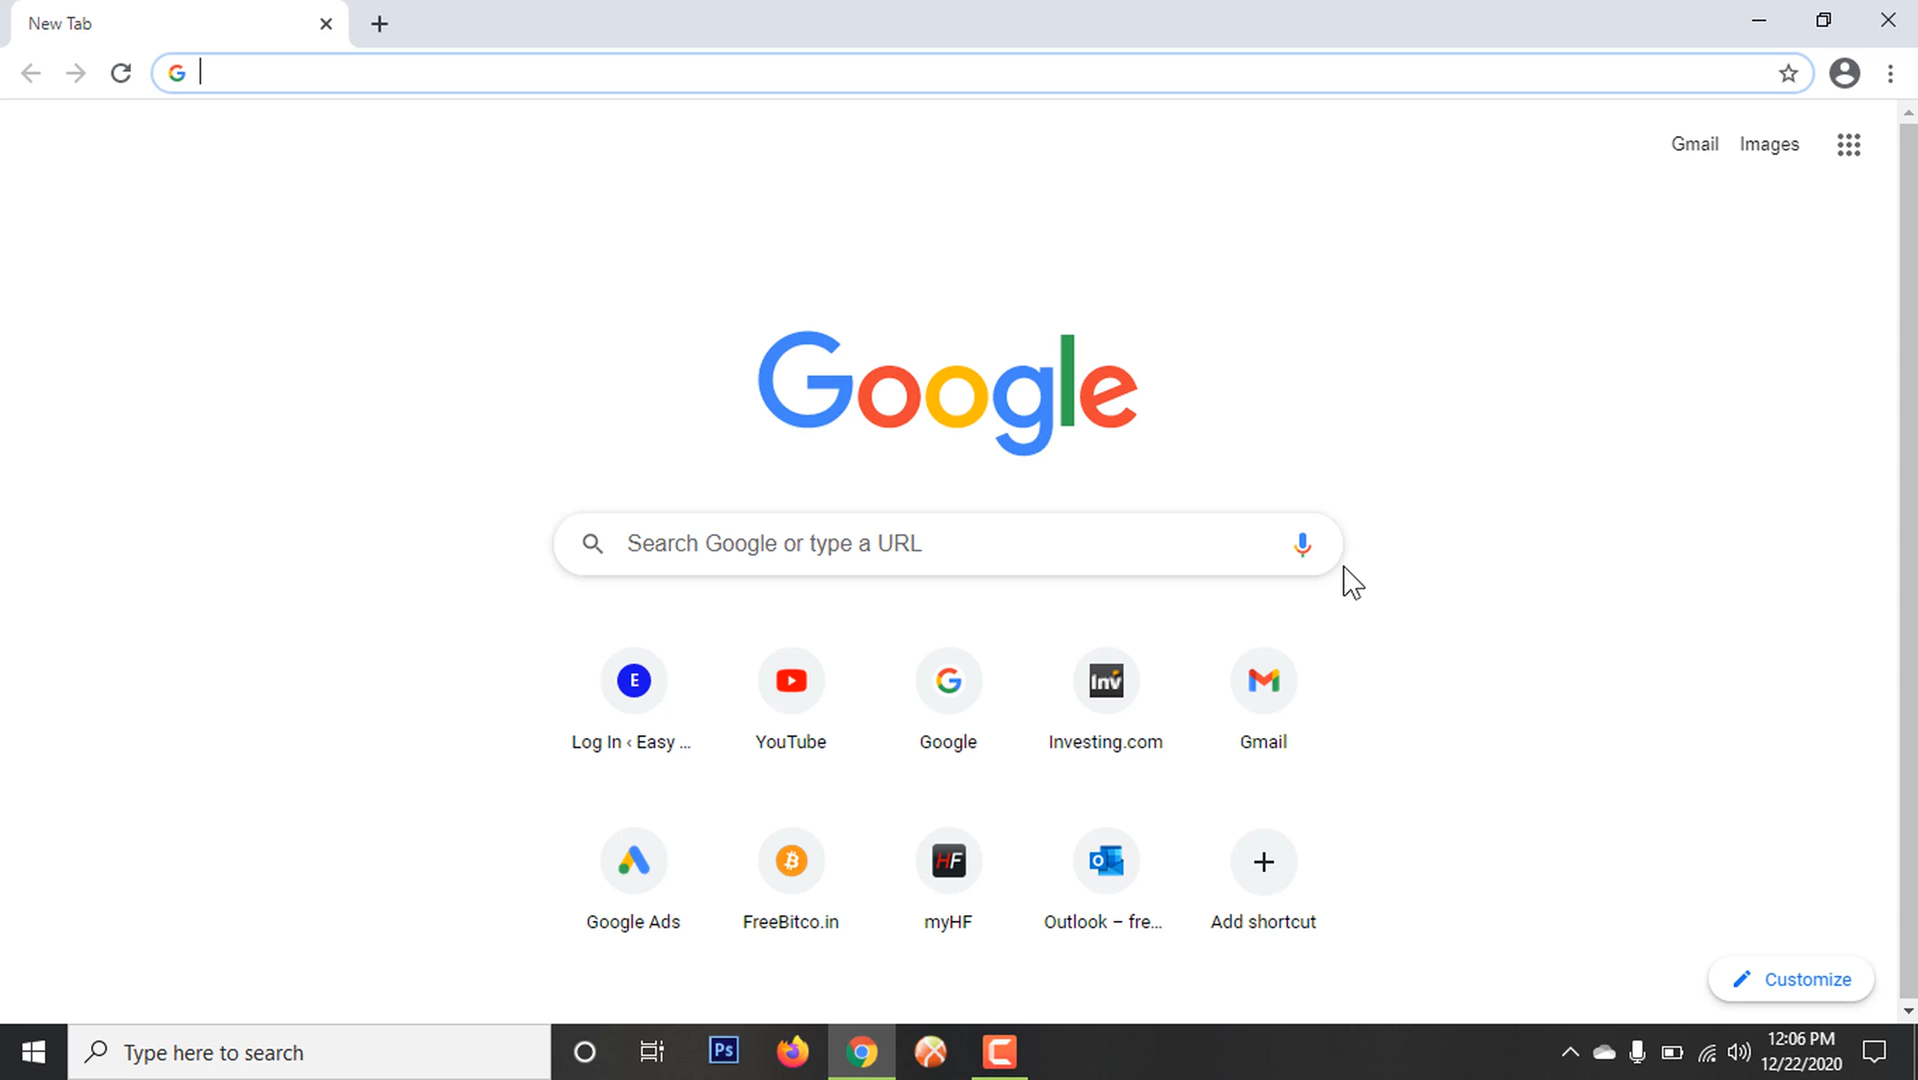 New Tab
Gmail Images
Google
Search Google or type a URL
E
Inv
Log In ‹ Easy ...
YouTube
Google
Investing.com
Gmail
HF
Google Ads
FreeBitco.in
myHF
Outlook – fre...
Add shortcut
Customize
Type here to search
Ps
12:06 PM
12/22/2020